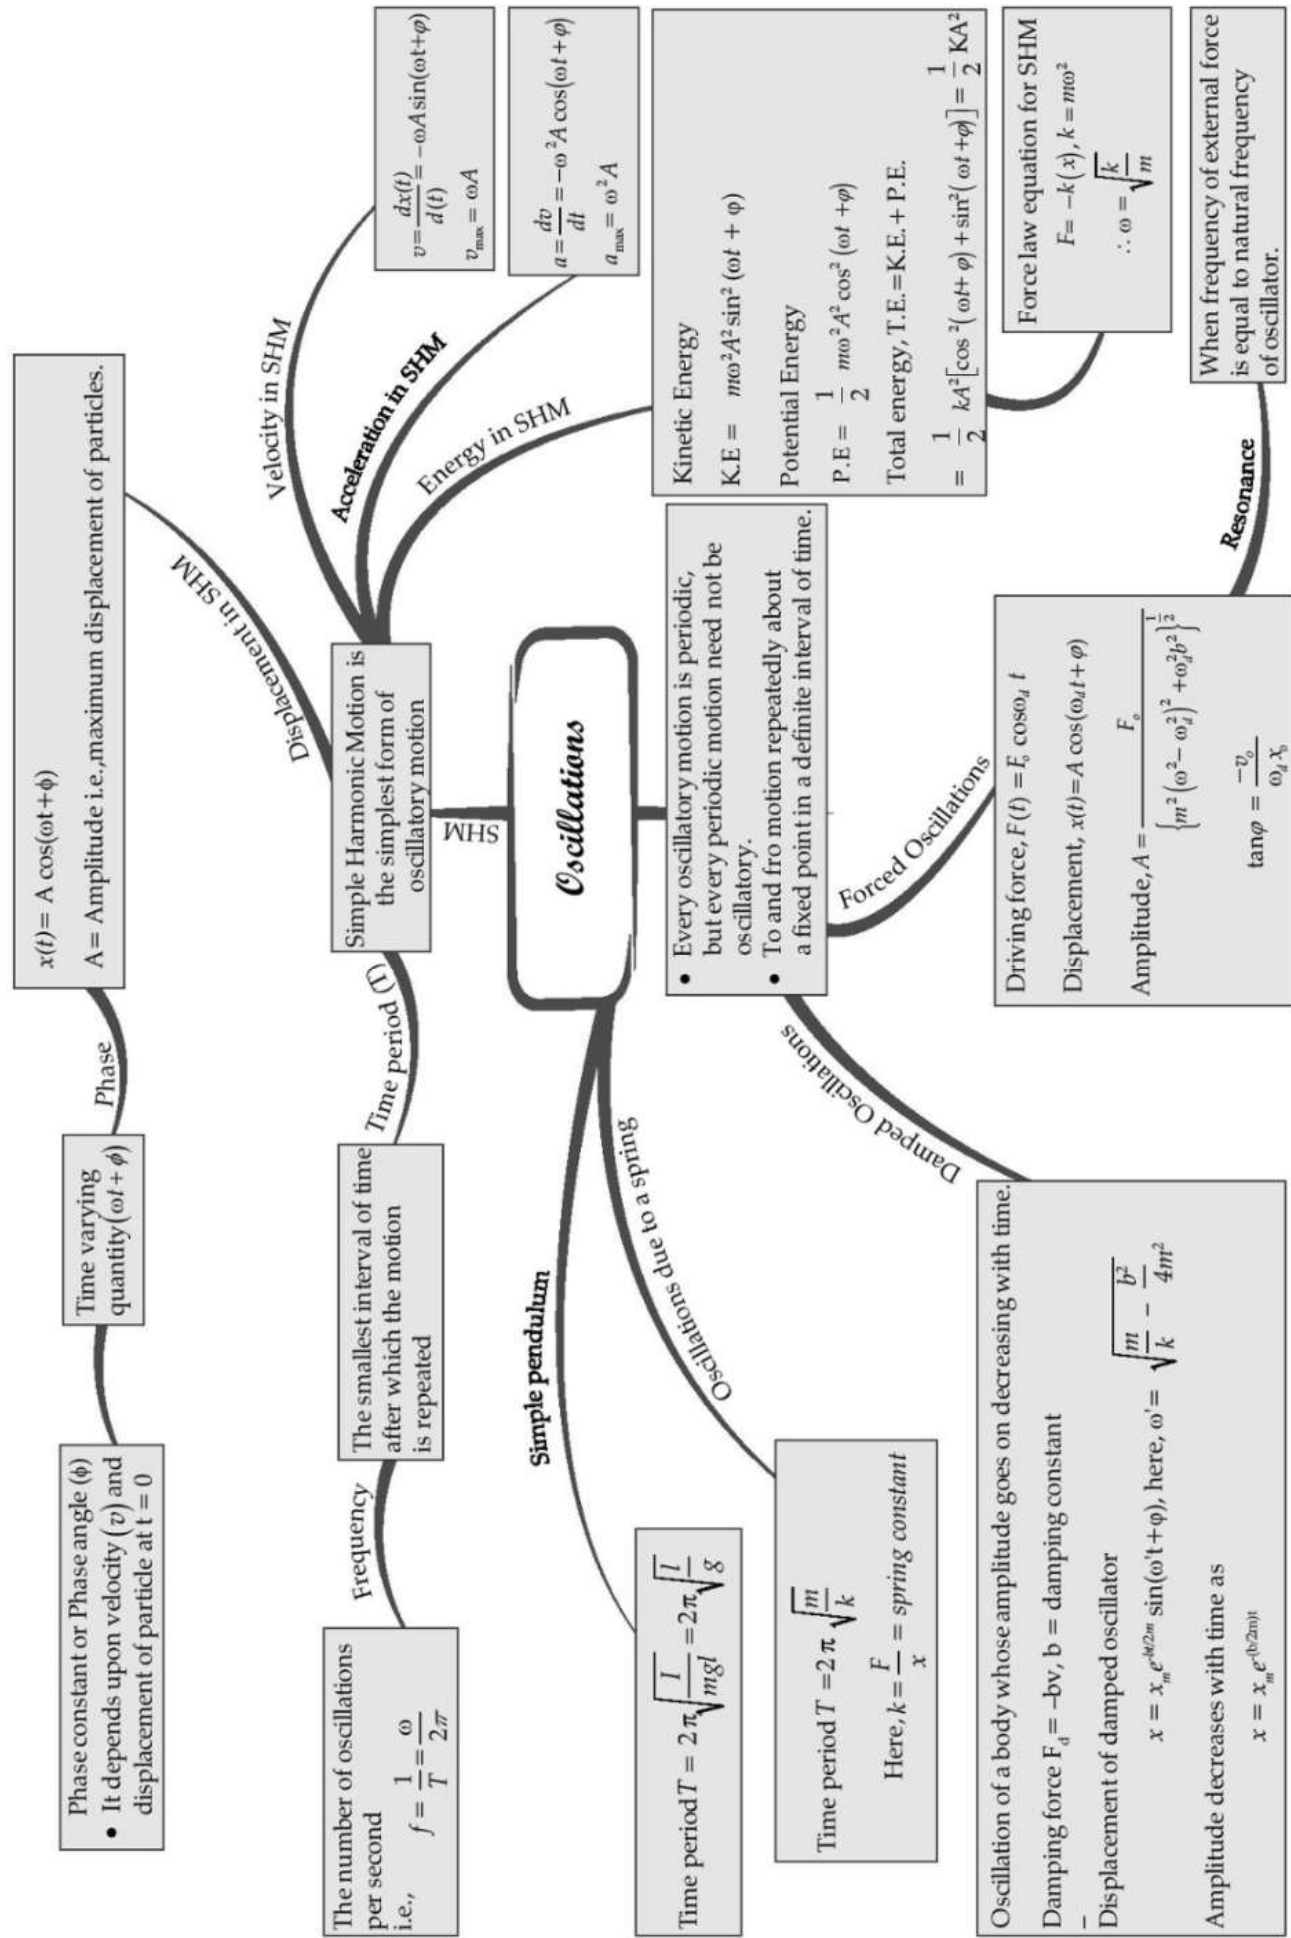 x(t)= A cos(ωt+ϕ)
A= Amplitude i.e.,maximum displacement of particles.
Phase
Time varying
quantity(ωt + ϕ)
Phase constant or Phase angle (ϕ)
• It depends upon velocity (v) and
displacement of particle at t = 0
Displacement in SHM
Velocity in SHM
v = dx(t)/d(t) = −ωA sin(ωt+φ)
v_max = ωA
Acceleration in SHM
a = dv/dt = −ω²A cos(ωt+φ)
a_max = ω²A
Energy in SHM
Kinetic Energy
K.E = mω²A² sin² (ωt + φ)
Potential Energy
P.E = 1/2 mω²A² cos² (ωt +φ)
Total energy, T.E.=K.E.+ P.E.
= 1/2 kA²[cos²(ωt+ φ) + sin²(ωt +φ)] = 1/2 KA²
Force law equation for SHM
F= −k(x), k = mω²
∴ ω = √(k/m)
Simple Harmonic Motion is
the simplest form of
oscillatory motion
Time period (T)
The smallest interval of time
after which the motion
is repeated
Frequency
The number of oscillations
per second
i.e., f = 1/T = ω/2π
SHM
Oscillations
• Every oscillatory motion is periodic,
but every periodic motion need not be
oscillatory.
• To and fro motion repeatedly about
a fixed point in a definite interval of time.
Simple pendulum
Time period T = 2π√(I/mgl) = 2π√(l/g)
Oscillations due to a spring
Time period T = 2π√(m/k)
Here, k = F/x = spring constant
Damped Oscillations
Oscillation of a body whose amplitude goes on decreasing with time.
Damping force F_d = −bv, b = damping constant
–
Displacement of damped oscillator
x = x_m e^(-bt/2m) sin(ω't+φ), here, ω'= √(m/k − b²/4m²)
Amplitude decreases with time as
x = x_m e^(-(b/2m)t)
Forced Oscillations
Driving force, F(t) = F_o cosω_d t
Displacement, x(t)=A cos(ω_d t+φ)
Amplitude, A = F_o/{m²(ω²−ω_d²)² +ω_d²b²}^(1/2)
tanφ = −v_o/ω_d x_o
Resonance
When frequency of external force
is equal to natural frequency
of oscillator.